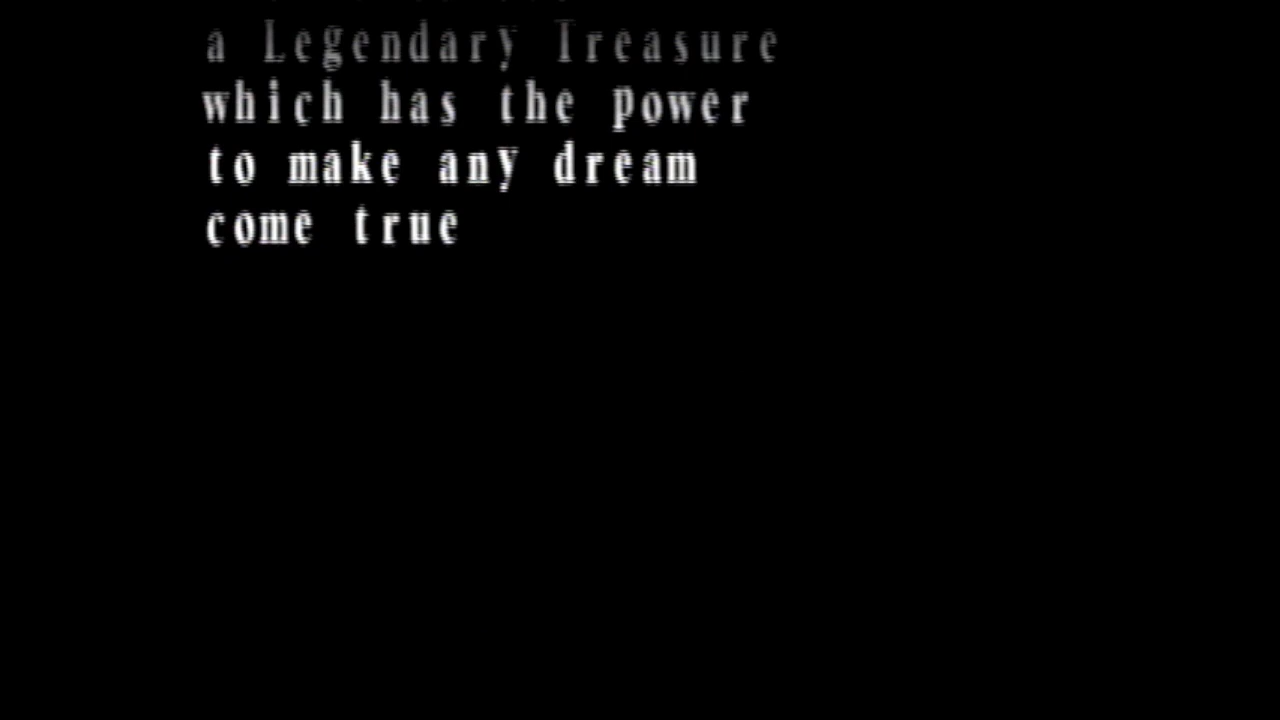 a Legendary Treasure
which has the power
to make any dream
come true